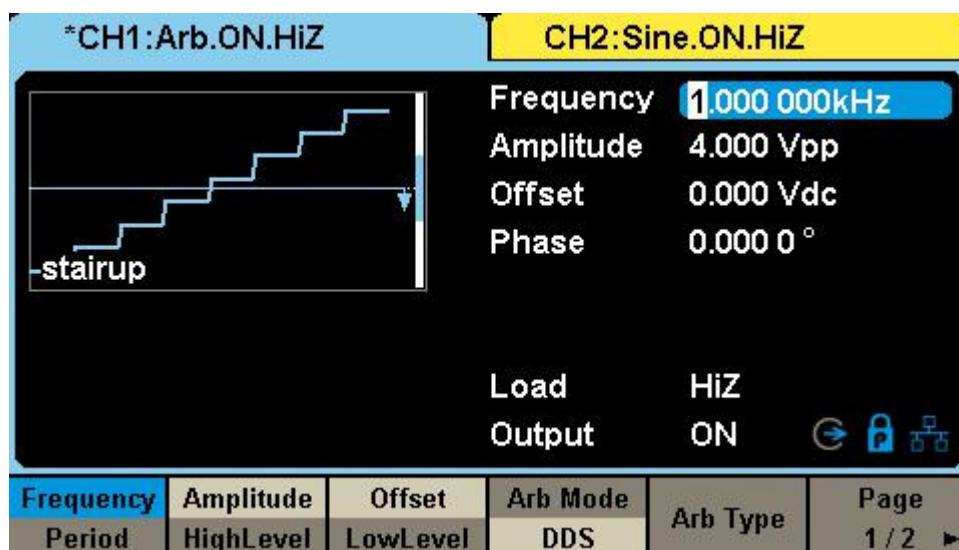 *CH1:Arb.ON.HiZ
CH2:Sine.ON.HiZ
Frequency 1.000 000kHz
Amplitude 4.000 Vpp
Offset 0.000 Vdc
Phase 0.000 0 °
stairup
Load HiZ
Output ON
P
Frequency Amplitude Offset Arb Mode Arb Type Page
Period HighLevel LowLevel DDS 1 / 2 ►